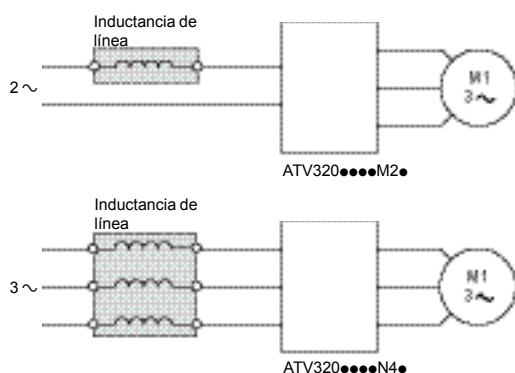 Inductancia de
línea
2 ~
M1
3 ~
ATV320●●●●M2●
Inductancia de
línea
3 ~
M1
3 ~
ATV320●●●●N4●